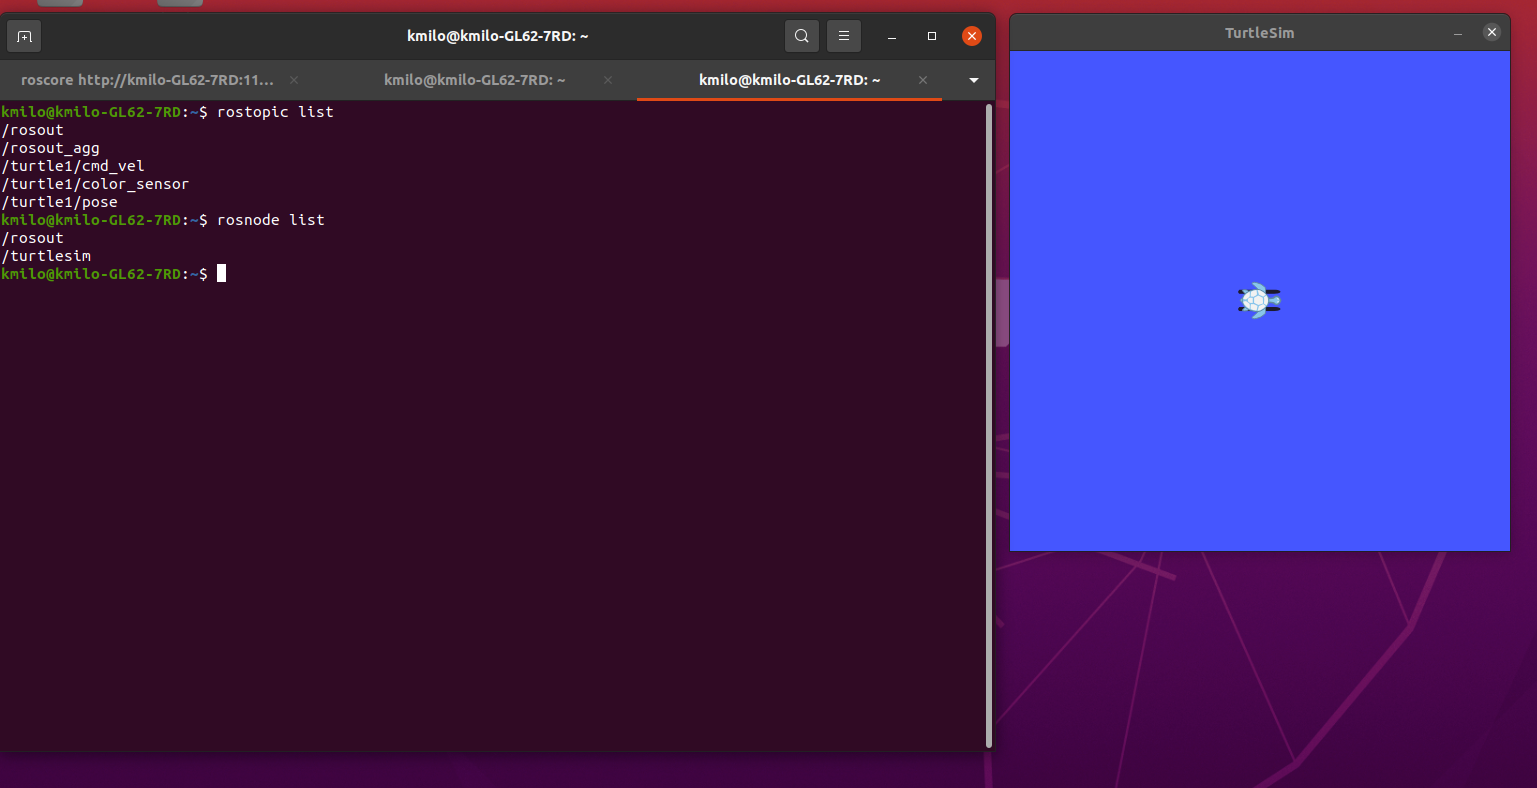 kmilo@kmilo-GL62-7RD: ~
roscore http://kmilo-GL62-7RD:11...
kmilo@kmilo-GL62-7RD: ~
kmilo@kmilo-GL62-7RD: ~
kmilo@kmilo-GL62-7RD:~$ rostopic list
/rosout
/rosout_agg
/turtle1/cmd_vel
/turtle1/color_sensor
/turtle1/pose
kmilo@kmilo-GL62-7RD:~$ rosnode list
/rosout
/turtlesim
kmilo@kmilo-GL62-7RD:~$
TurtleSim